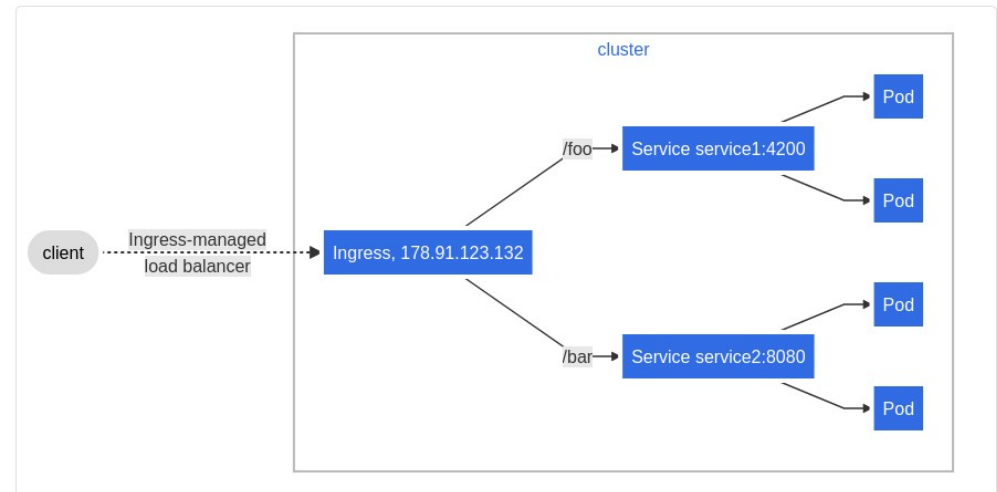 cluster
Pod
/foo
Service service1:4200
Pod
client
Ingress-managed
load balancer
Ingress, 178.91.123.132
Pod
/bar
Service service2:8080
Pod